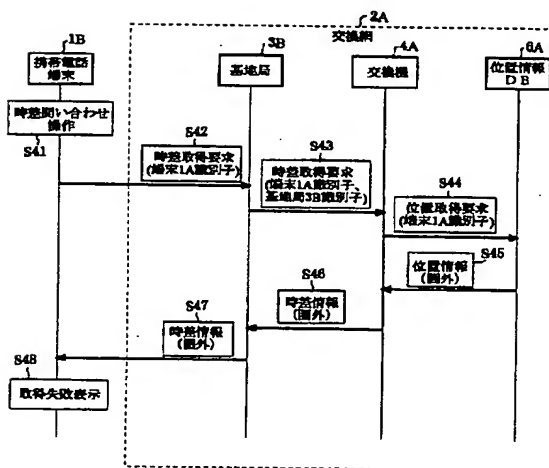 2A
交換網
1B
携帯電話
端末
3B
基地局
4A
交換機
6A
位置情報
DB
時差問い合わせ
操作
S41
S42
時差取得要求
(端末1A識別子)
S43
時差取得要求
(端末1A識別子、
基地局3B識別子)
S44
位置取得要求
(端末1A識別子)
S45
位置情報
(圏外)
S46
時差情報
(圏外)
S47
時差情報
(圏外)
S48
取得失敗表示